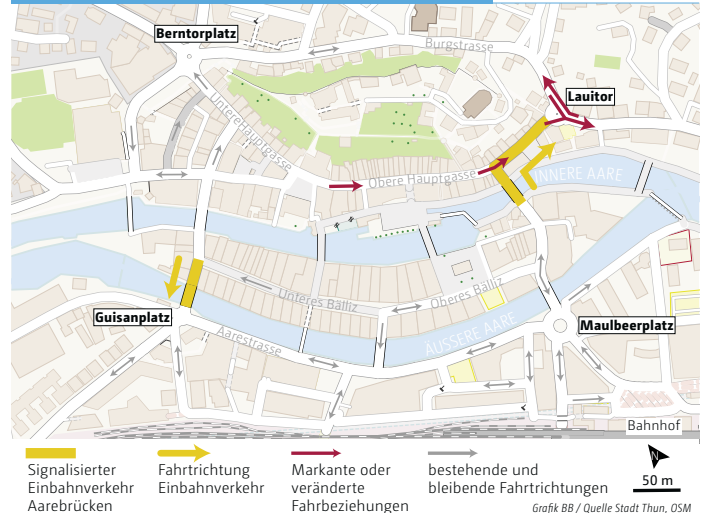 Berntorplatz
Burgstrasse
Lauitor
Untere Hauptgasse
Obere Hauptgasse
INNERE AARE
Unteres Bälliz
Oberes Bälliz
Guisanplatz
Maulbeerplatz
Aarestrasse
ÄUSSERE AARE
Bahnhof
Signalisierter
Einbahnverkehr
Aarebrücken
Fahrtrichtung
Einbahnverkehr
Markante oder
veränderte
Fahrbeziehungen
bestehende und
bleibende Fahrtrichtungen
N
50 m
Grafik BB / Quelle Stadt Thun, OSM